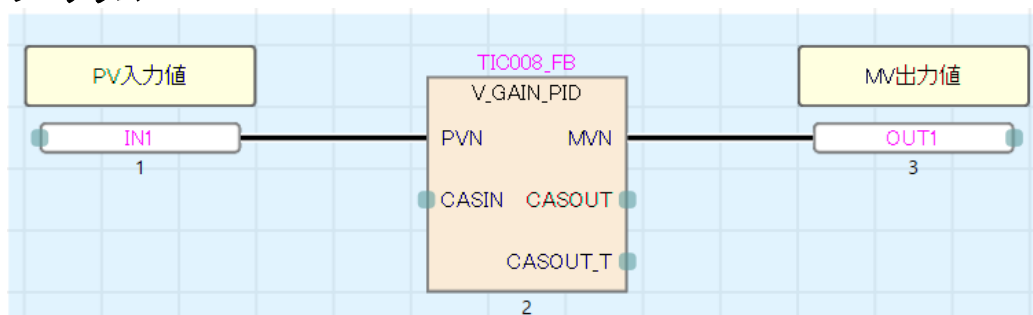 PV入力値
IN1
1
TIC008_FB
V_GAIN_PID
PVN MVN
CASIN CASOUT
CASOUT_T
2
MV出力値
OUT1
3